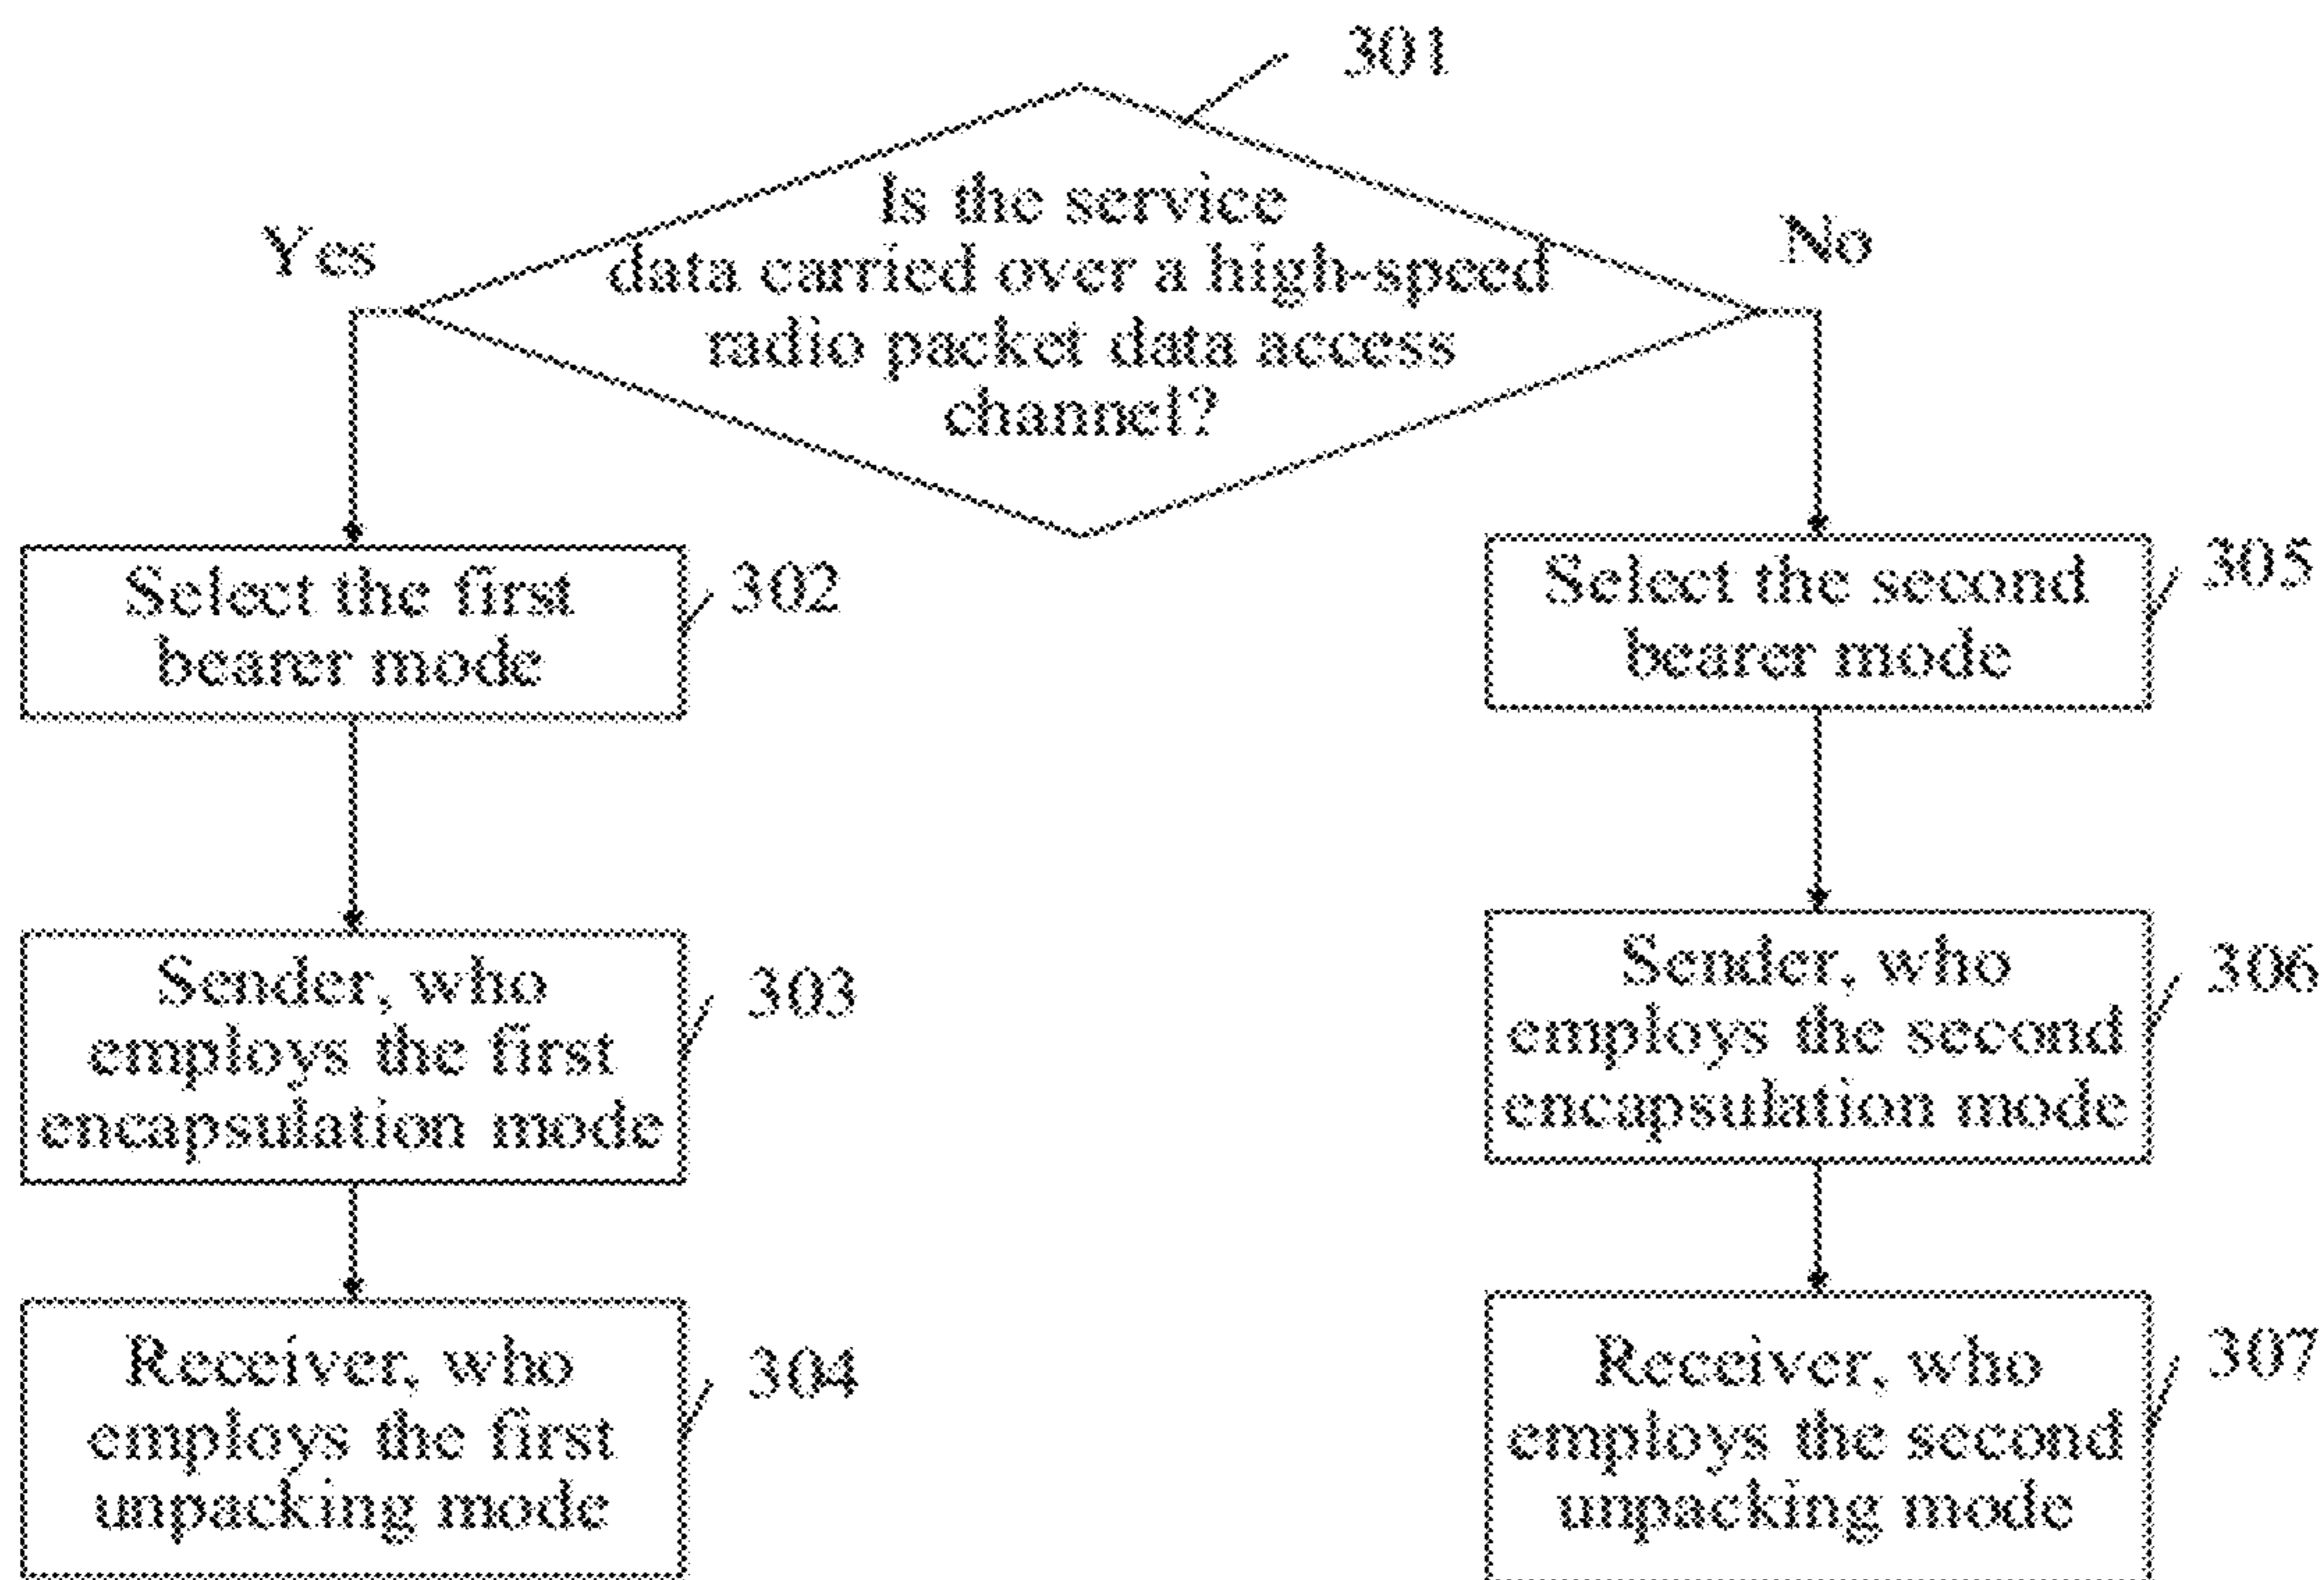 301
Is the service
data carried over a high-speed
radio packet data access
channel?
Yes
No
Select the first
bearer mode
302
Select the second
bearer mode
305
Sender, who
employs the first
encapsulation mode
303
Sender, who
employs the second
encapsulation mode
306
Receiver, who
employs the first
unpacking mode
304
Receiver, who
employs the second
unpacking mode
307